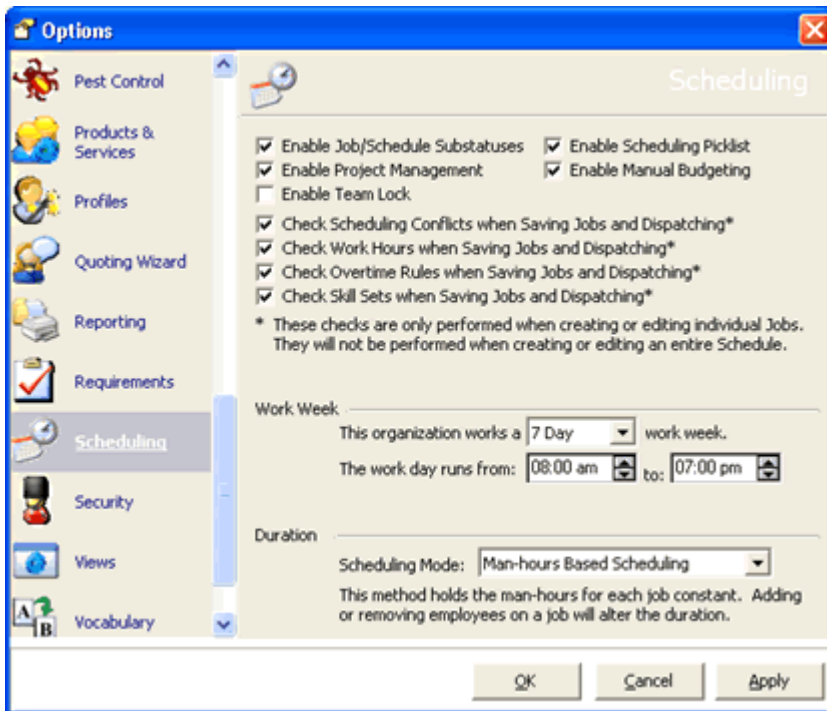 Options
Pest Control
Products &
Services
Profiles
Quoting Wizard
Reporting
Requirements
Scheduling
Security
Views
A
B
Vocabulary
Scheduling
Enable Job/Schedule Substatuses
Enable Scheduling Picklist
Enable Project Management
Enable Manual Budgeting
Enable Team Lock
Check Scheduling Conflicts when Saving Jobs and Dispatching*
Check Work Hours when Saving Jobs and Dispatching*
Check Overtime Rules when Saving Jobs and Dispatching*
Check Skill Sets when Saving Jobs and Dispatching*
* These checks are only performed when creating or editing individual Jobs.
They will not be performed when creating or editing an entire Schedule.
Work Week
This organization works a 7 Day work week.
The work day runs from: 08:00 am to: 07:00 pm
Duration
Scheduling Mode: Man-hours Based Scheduling
This method holds the man-hours for each job constant. Adding
or removing employees on a job will alter the duration.
OK
Cancel
Apply